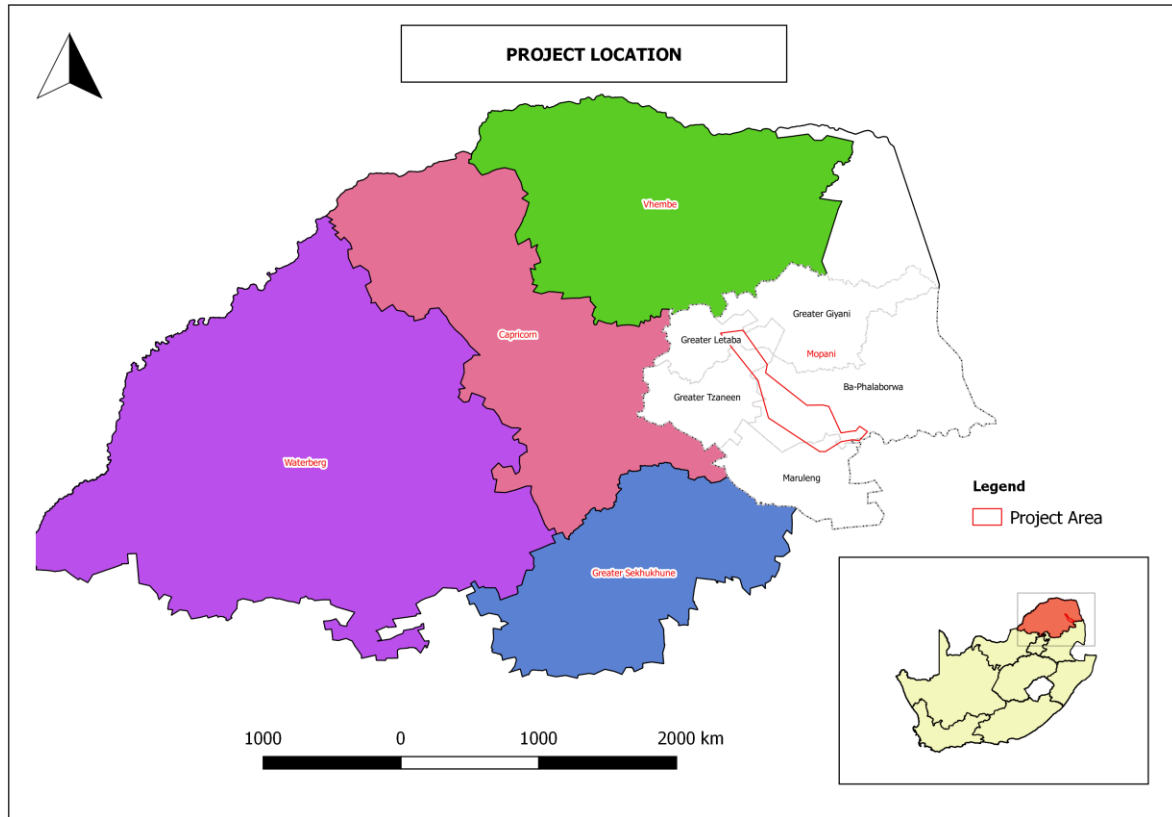 PROJECT LOCATION
Vhembe
Greater Giyani
Capricorn
Greater Letaba
Mopani
Ba-Phalaborwa
Greater Tzaneen
Waterberg
Maruleng
Legend
Project Area
Greater Sekhukhune
1000 0 1000 2000 km